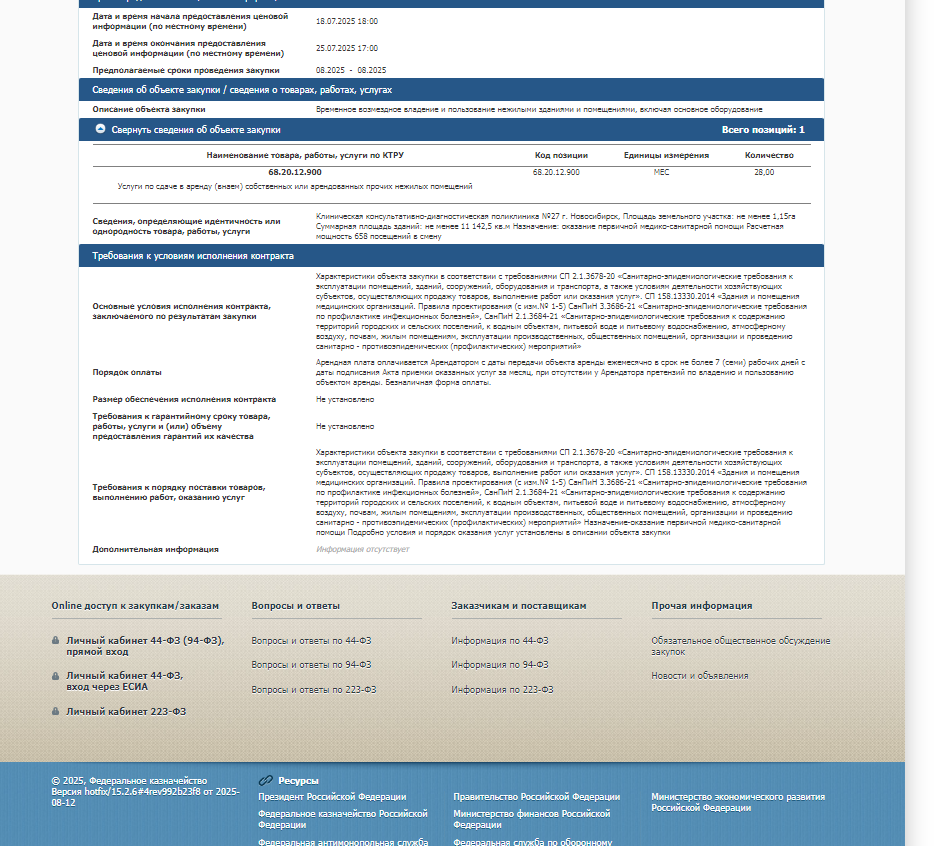 Дата и время начала предоставления ценовой
информации (по местному времени)
18.07.2025 18:00
Дата и время окончания предоставления
ценовой информации (по местному времени)
25.07.2025 17:00
Предполагаемые сроки проведения закупки
08.2025 - 08.2025
Сведения об объекте закупки / сведения о товарах, работах, услугах
Описание объекта закупки
Временное возмездное владение и пользование нежилыми зданиями и помещениями, включая основное оборудование
Свернуть сведения об объекте закупки
Всего позиций: 1
Наименование товара, работы, услуги по КТРУ
Код позиции
Единицы измерения
Количество
68.20.12.900
68.20.12.900
МЕС
28,00
Услуги по сдаче в аренду (внаем) собственных или арендованных прочих нежилых помещений
Сведения, определяющие идентичность или
однородность товара, работы, услуги
Клиническая консультативно-диагностическая поликлиника №27 г. Новосибирск, Площадь земельного участка: не менее 1,15га
Суммарная площадь зданий: не менее 11 142,5 кв.м Назначение: оказание первичной медико-санитарной помощи Расчетная
мощность 658 посещений в смену
Требования к условиям исполнения контракта
Основные условия исполнения контракта,
заключаемого по результатам закупки
Характеристики объекта закупки в соответствии с требованиями СП 2.1.3678-20 «Санитарно-эпидемиологические требования к
эксплуатации помещений, зданий, сооружений, оборудования и транспорта, а также условиям деятельности хозяйствующих
субъектов, осуществляющих продажу товаров, выполнение работ или оказания услуг». СП 158.13330.2014 «Здания и помещения
медицинских организаций. Правила проектирования (с изм.№ 1-5) СанПиН 3.3686-21 «Санитарно-эпидемиологические требования
по профилактике инфекционных болезней», СанПиН 2.1.3684-21 «Санитарно-эпидемиологические требования к содержанию
территорий городских и сельских поселений, к водным объектам, питьевой воде и питьевому водоснабжению, атмосферному
воздуху, почвам, жилым помещениям, эксплуатации производственных, общественных помещений, организации и проведению
санитарно - противоэпидемических (профилактических) мероприятий»
Порядок оплаты
Арендная плата оплачивается Арендатором с даты передачи объекта аренды ежемесячно в срок не более 7 (семи) рабочих дней с
даты подписания Акта приемки оказанных услуг за месяц, при отсутствии у Арендатора претензий по владению и пользованию
объектом аренды. Безналичная форма оплаты.
Размер обеспечения исполнения контракта
Не установлено
Требования к гарантийному сроку товара,
работы, услуги и (или) объему
предоставления гарантий их качества
Не установлено
Требования к порядку поставки товаров,
выполнению работ, оказанию услуг
Характеристики объекта закупки в соответствии с требованиями СП 2.1.3678-20 «Санитарно-эпидемиологические требования к
эксплуатации помещений, зданий, сооружений, оборудования и транспорта, а также условиям деятельности хозяйствующих
субъектов, осуществляющих продажу товаров, выполнение работ или оказания услуг». СП 158.13330.2014 «Здания и помещения
медицинских организаций. Правила проектирования (с изм.№ 1-5) СанПиН 3.3686-21 «Санитарно-эпидемиологические требования
по профилактике инфекционных болезней», СанПиН 2.1.3684-21 «Санитарно-эпидемиологические требования к содержанию
территорий городских и сельских поселений, к водным объектам, питьевой воде и питьевому водоснабжению, атмосферному
воздуху, почвам, жилым помещениям, эксплуатации производственных, общественных помещений, организации и проведению
санитарно - противоэпидемических (профилактических) мероприятий» Назначение-оказание первичной медико-санитарной
помощи Подробно условия и порядок оказания услуг установлены в описании объекта закупки
Дополнительная информация
Информация отсутствует
Online доступ к закупкам/заказам
Личный кабинет 44-ФЗ (94-ФЗ),
прямой вход
Личный кабинет 44-ФЗ,
вход через ЕСИА
Личный кабинет 223-ФЗ
Вопросы и ответы
Вопросы и ответы по 44-ФЗ
Вопросы и ответы по 94-ФЗ
Вопросы и ответы по 223-ФЗ
Заказчикам и поставщикам
Информация по 44-ФЗ
Информация по 94-ФЗ
Информация по 223-ФЗ
Прочая информация
Обязательное общественное обсуждение
закупок
Новости и объявления
© 2025, Федеральное казначейство
Версия hotfix/15.2.6#4rev992b23f8 от 2025-
08-12
Ресурсы
Президент Российской Федерации
Федеральное казначейство Российской
Федерации
Федеральная антимонопольная служба
Правительство Российской Федерации
Министерство финансов Российской
Федерации
Федеральная служба по оборонному
Министерство экономического развития
Российской Федерации